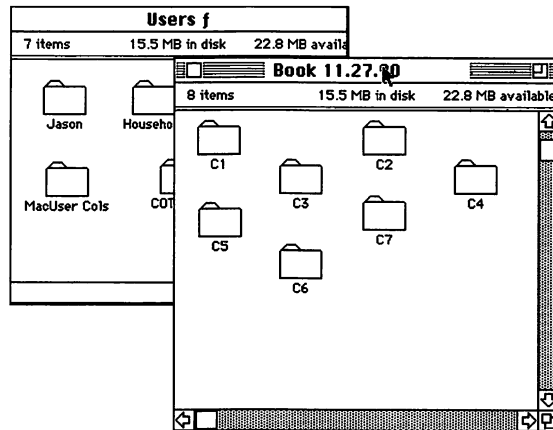 Users ƒ
7 items 15.5 MB in disk 22.8 MB availa
Jason Househo
MacUser Cols COT
Book 11.27.90
8 items 15.5 MB in disk 22.8 MB available
C1 C2
C3 C4
C5 C7
C6